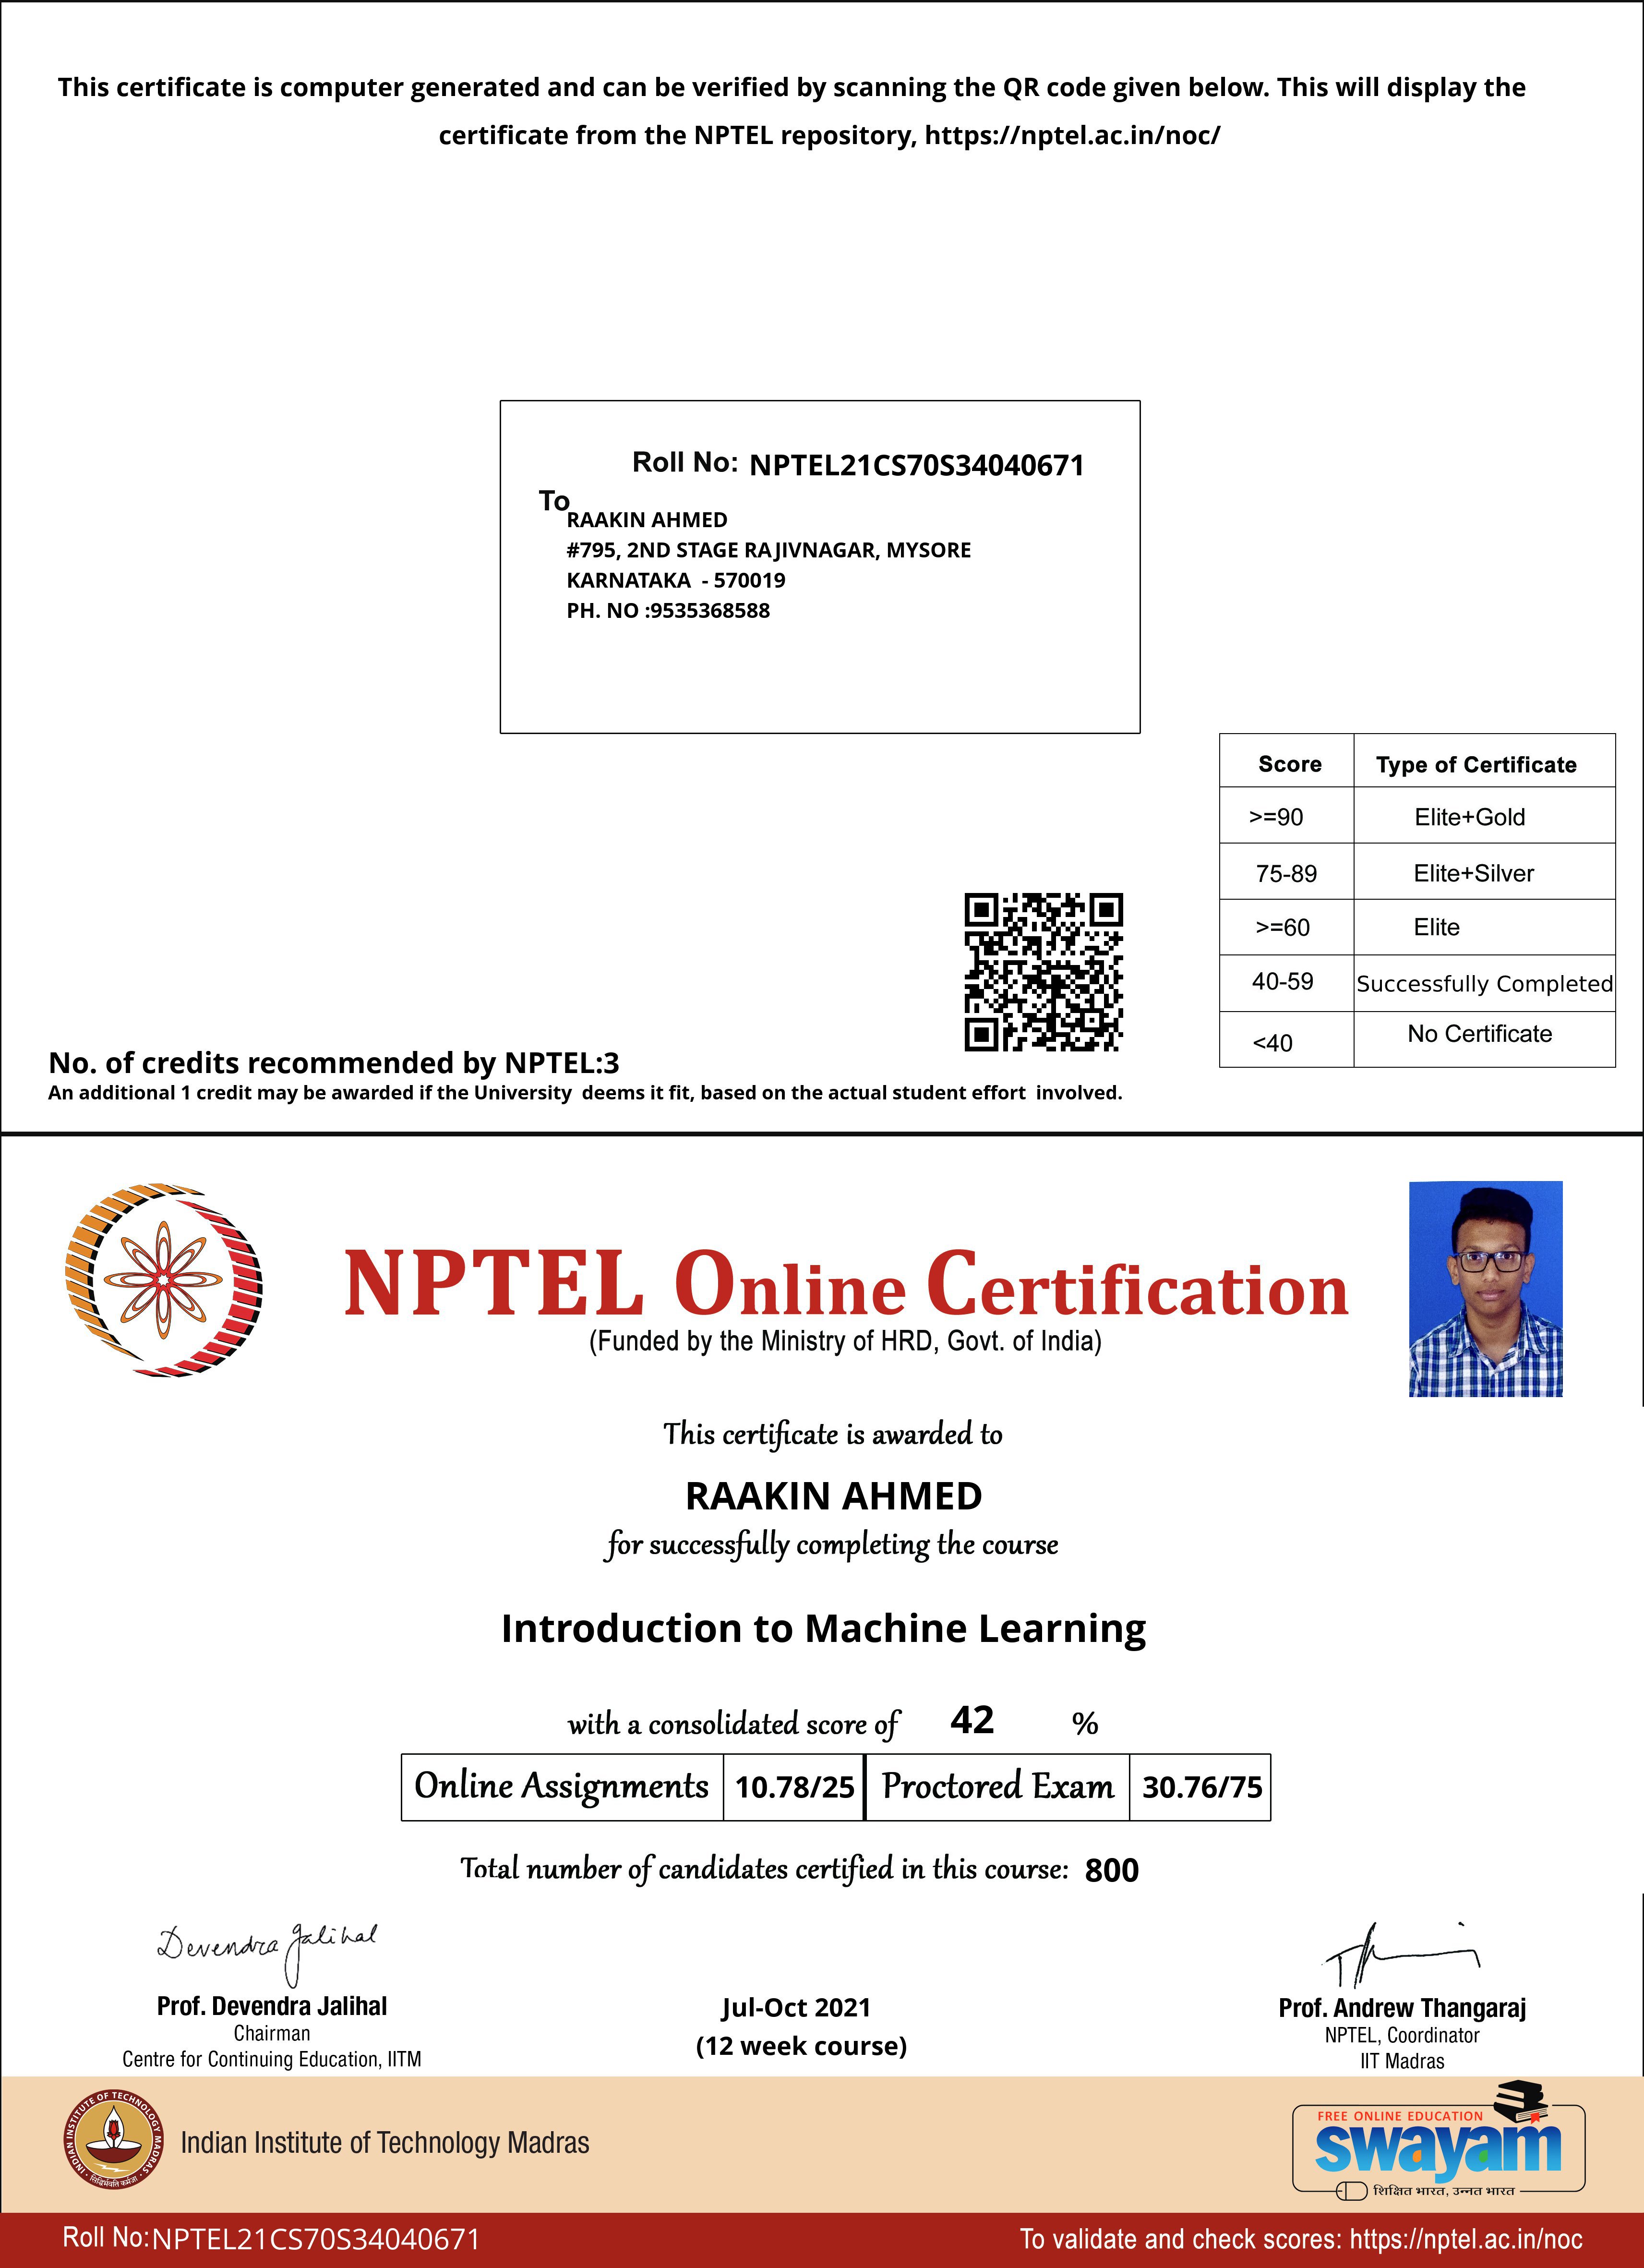 This certificate is computer generated and can be verified by scanning the QR code given below. This will display the
certificate from the NPTEL repository, https://nptel.ac.in/noc/
Roll No: NPTEL21CS70S34040671
To
RAAKIN AHMED
#795, 2ND STAGE RAJIVNAGAR, MYSORE
KARNATAKA - 570019
PH. NO :9535368588
Score Type of Certificate
>=90 Elite+Gold
75-89 Elite+Silver
>=60 Elite
40-59 Successfully Completed
<40 No Certificate
No. of credits recommended by NPTEL:3
An additional 1 credit may be awarded if the University deems it fit, based on the actual student effort involved.
NPTEL Online Certification
(Funded by the Ministry of HRD, Govt. of India)
This certificate is awarded to
RAAKIN AHMED
for successfully completing the course
Introduction to Machine Learning
with a consolidated score of 42 %
Online Assignments 10.78/25 Proctored Exam 30.76/75
Total number of candidates certified in this course: 800
Devendra Jalihal
Prof. Devendra Jalihal
Chairman
Centre for Continuing Education, IITM
Jul-Oct 2021
(12 week course)
Prof. Andrew Thangaraj
NPTEL, Coordinator
IIT Madras
INDIAN INSTITUTE OF TECHNOLOGY MADRAS
सिद्धिर्भवति कर्मजा
Indian Institute of Technology Madras
FREE ONLINE EDUCATION
swayam
शिक्षित भारत, उन्नत भारत
Roll No:NPTEL21CS70S34040671
To validate and check scores: https://nptel.ac.in/noc